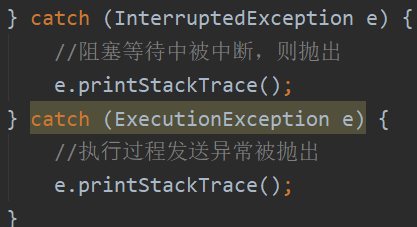 } catch (InterruptedException e) {
//阻塞等待中被中断，则抛出
e.printStackTrace();
} catch (ExecutionException e) {
//执行过程发送异常被抛出
e.printStackTrace();
}